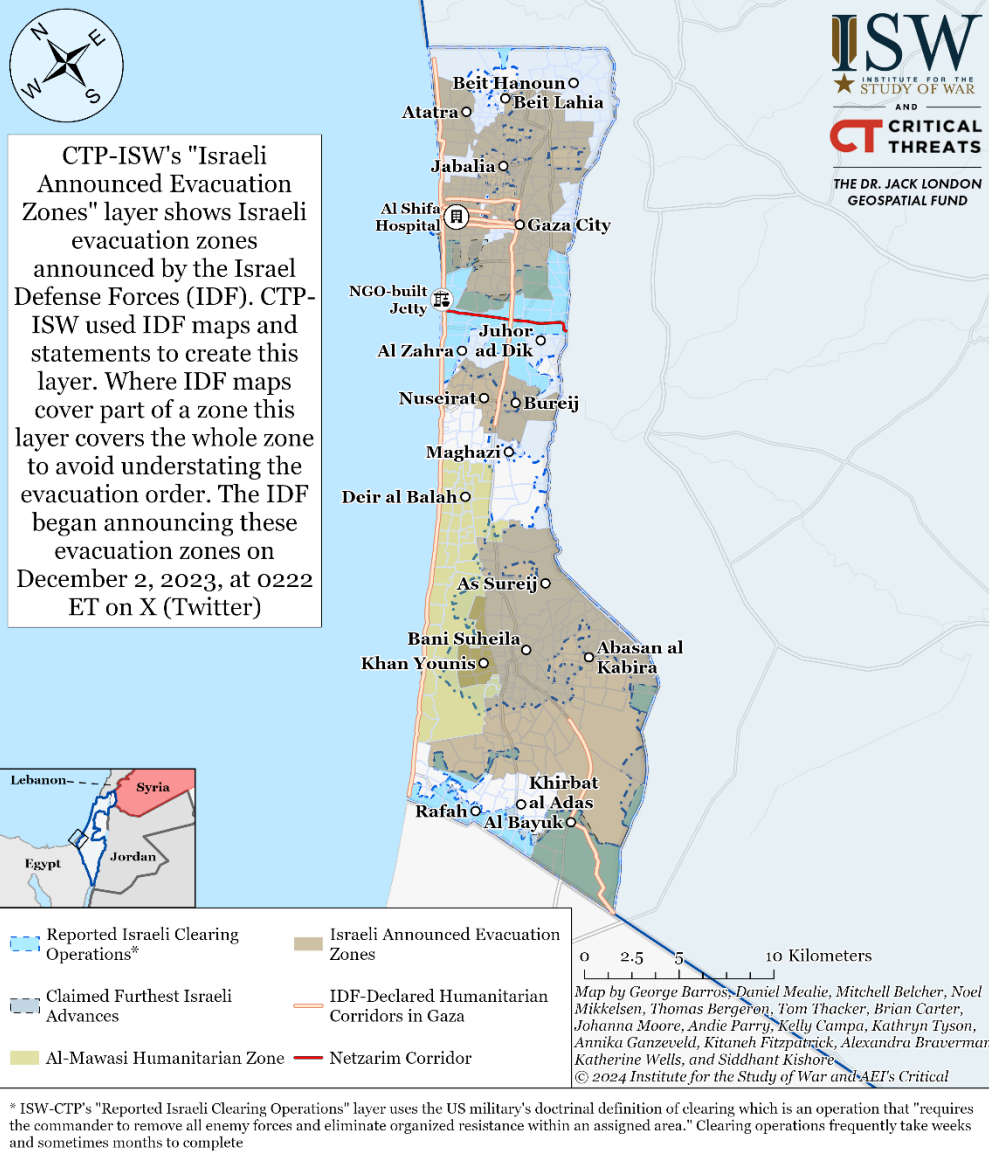 N
E
W
S
ISW
INSTITUTE FOR THE
STUDY OF WAR
AND
CT CRITICAL
THREATS
THE DR. JACK LONDON
GEOSPATIAL FUND
CTP-ISW's "Israeli
Announced Evacuation
Zones" layer shows Israeli
evacuation zones
announced by the Israel
Defense Forces (IDF). CTP-
ISW used IDF maps and
statements to create this
layer. Where IDF maps
cover part of a zone this
layer covers the whole zone
to avoid understating the
evacuation order. The IDF
began announcing these
evacuation zones on
December 2, 2023, at 0222
ET on X (Twitter)
Beit Hanoun
Beit Lahia
Atatra
Jabalia
Al Shifa
Hospital
Gaza City
NGO-built
Jetty
Juhor
ad Dik
Al Zahra
Nuseirat
Bureij
Maghazi
Deir al Balah
As Sureij
Bani Suheila
Abasan al
Kabira
Khan Younis
Khirbat
al Adas
Rafah
Al Bayuk
Lebanon
Syria
Egypt
Jordan
Reported Israeli Clearing
Operations*
Israeli Announced Evacuation
Zones
Claimed Furthest Israeli
Advances
IDF-Declared Humanitarian
Corridors in Gaza
Al-Mawasi Humanitarian Zone
Netzarim Corridor
0 2.5 5 10 Kilometers
Map by George Barros, Daniel Mealie, Mitchell Belcher, Noel
Mikkelsen, Thomas Bergeron, Tom Thacker, Brian Carter,
Johanna Moore, Andie Parry, Kelly Campa, Kathryn Tyson,
Annika Ganzeveld, Kitaneh Fitzpatrick, Alexandra Braverman
Katherine Wells, and Siddhant Kishore
© 2024 Institute for the Study of War and AEI's Critical
* ISW-CTP's "Reported Israeli Clearing Operations" layer uses the US military's doctrinal definition of clearing which is an operation that "requires
the commander to remove all enemy forces and eliminate organized resistance within an assigned area." Clearing operations frequently take weeks
and sometimes months to complete